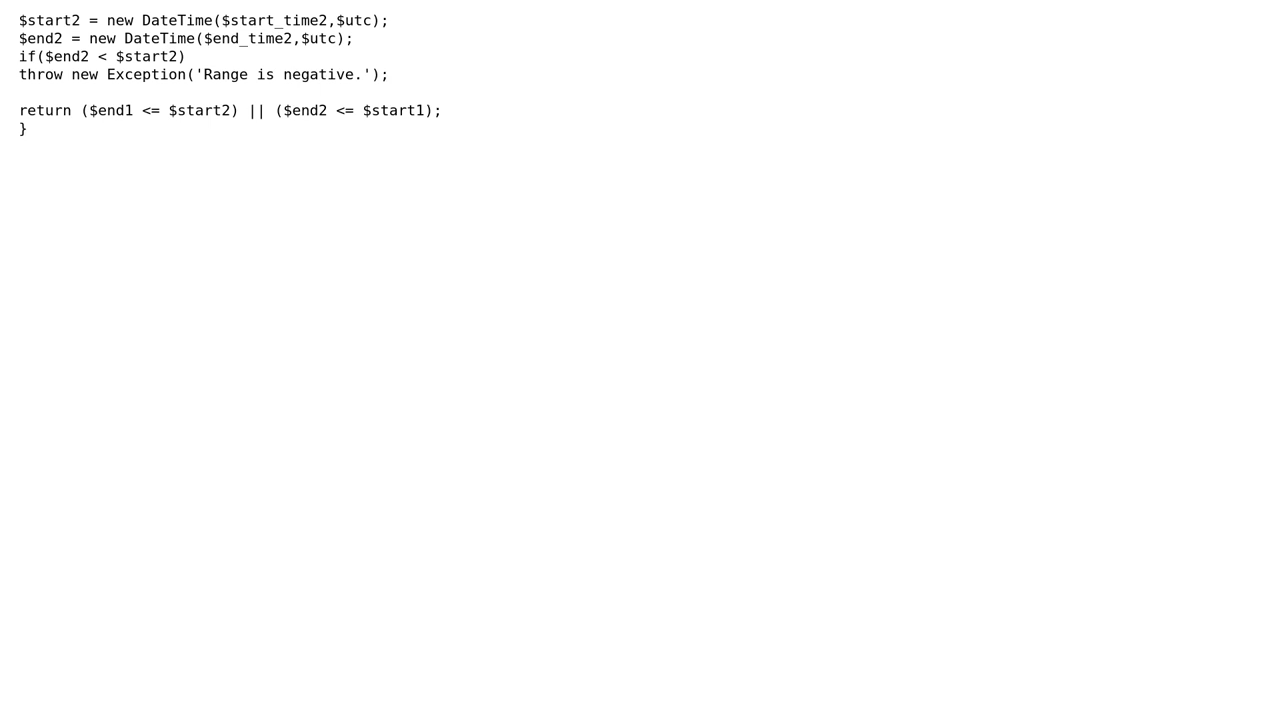 $start2 = new DateTime($start_time2,$utc);
$end2 = new DateTime($end_time2,$utc);
if($end2 < $start2)
throw new Exception('Range is negative.');

return ($end1 <= $start2) || ($end2 <= $start1);
}